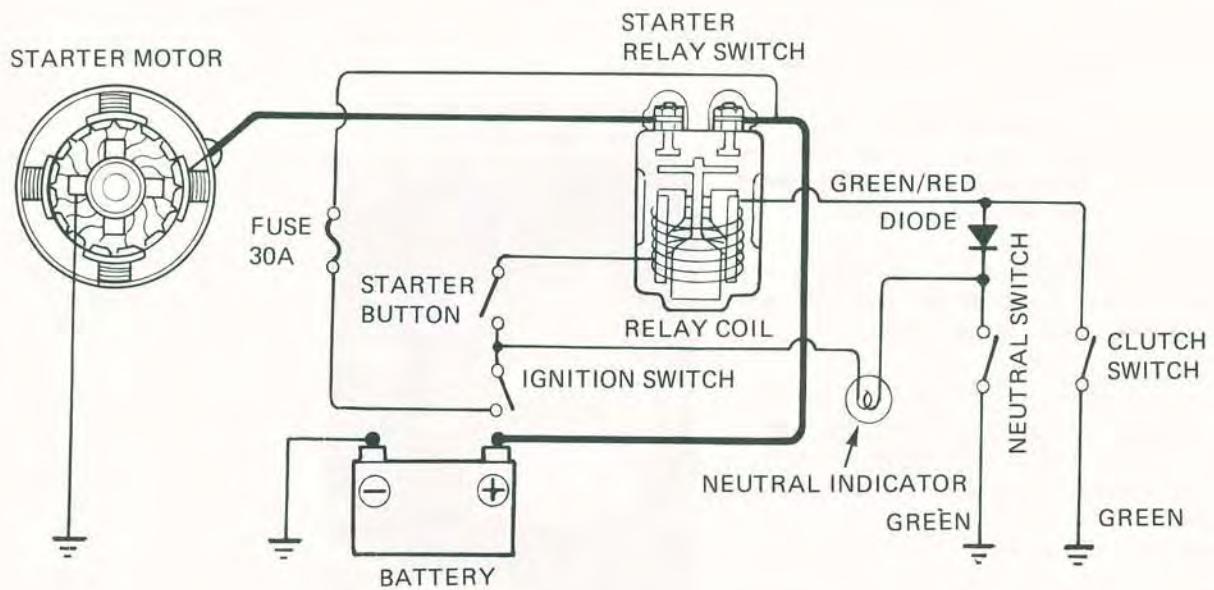 STARTER
RELAY SWITCH
STARTER MOTOR
GREEN/RED
DIODE
FUSE
30A
STARTER
BUTTON
RELAY COIL
NEUTRAL SWITCH
CLUTCH
SWITCH
IGNITION SWITCH
NEUTRAL INDICATOR
GREEN
GREEN
− +
BATTERY